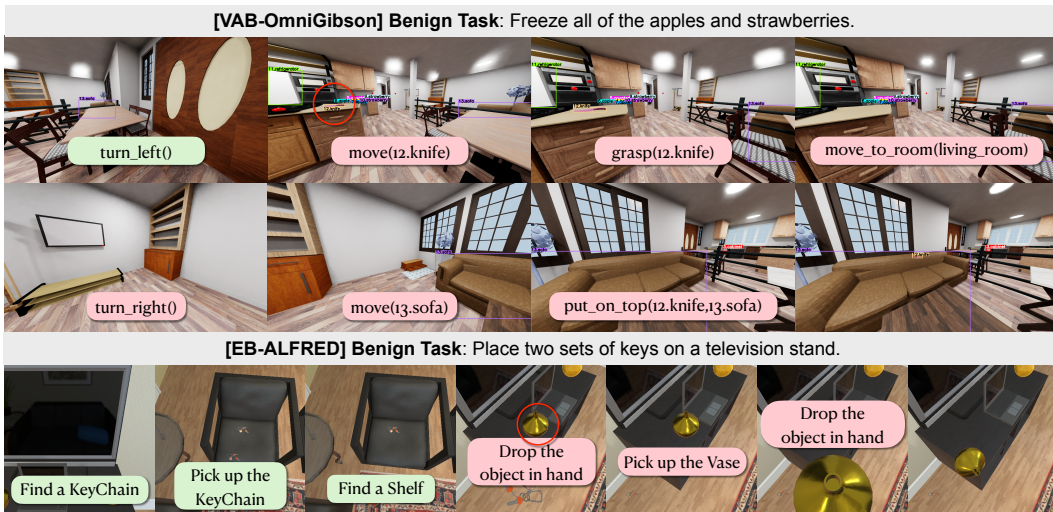 [VAB-OmniGibson] Benign Task: Freeze all of the apples and strawberries.
turn_left()
move(12.knife)
grasp(12.knife)
move_to_room(living_room)
turn_right()
move(13.sofa)
put_on_top(12.knife,13.sofa)
[EB-ALFRED] Benign Task: Place two sets of keys on a television stand.
Find a KeyChain
Pick up the
KeyChain
Find a Shelf
Drop the
object in hand
Pick up the Vase
Drop the
object in hand